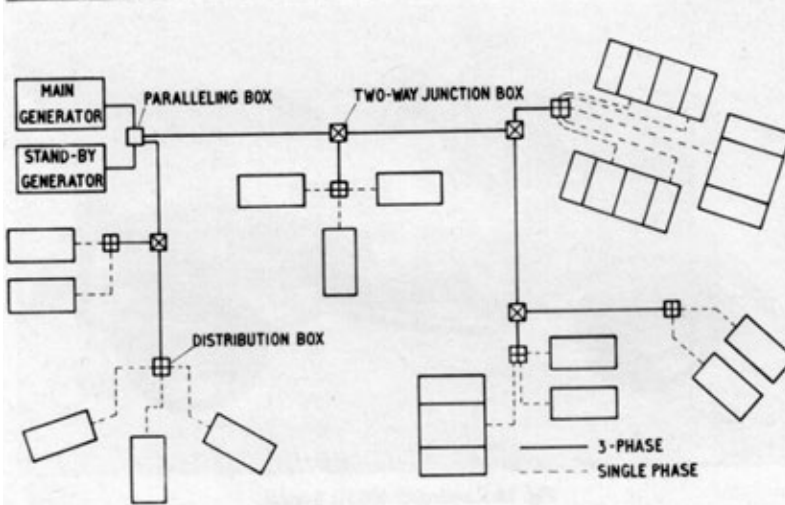 MAIN
GENERATOR
PARALLELING BOX
TWO-WAY JUNCTION BOX
STAND-BY
GENERATOR
DISTRIBUTION BOX
3-PHASE
SINGLE PHASE